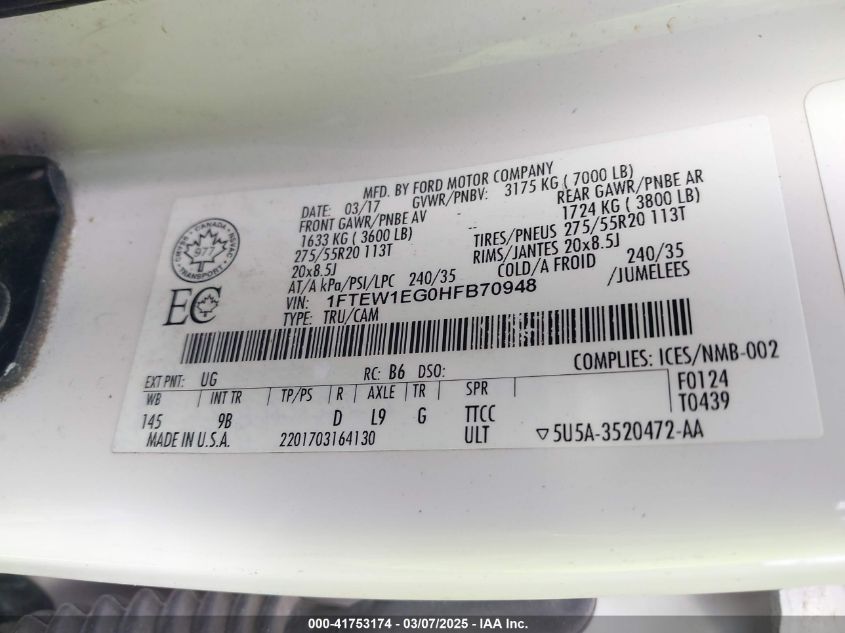 MFD. BY FORD MOTOR COMPANY
DATE: 03/17 GVWR/PNBV: 3175 KG ( 7000 LB)
FRONT GAWR/PNBE AV REAR GAWR/PNBE AR
1633 KG ( 3600 LB) 1724 KG ( 3800 LB)
275/55R20 113T TIRES/PNEUS 275/55R20 113T
20x8.5J RIMS/JANTES 20x8.5J
AT/A kPa/PSI/LPC 240/35 COLD/A FROID 240/35
VIN: 1FTEW1EG0HFB70948 /JUMELEES
TYPE: TRU/CAM
CANADA
977
TRANSPORT
EC
EXT PNT: UG RC: B6 DSO: COMPLIES: ICES/NMB-002
WB INT TR TP/PS R AXLE TR SPR F0124
145 9B D L9 G TTCC T0439
MADE IN U.S.A. 2201703164130 ULT ▽5U5A-3520472-AA
000-41753174 — 03/07/2025 — IAA Inc.